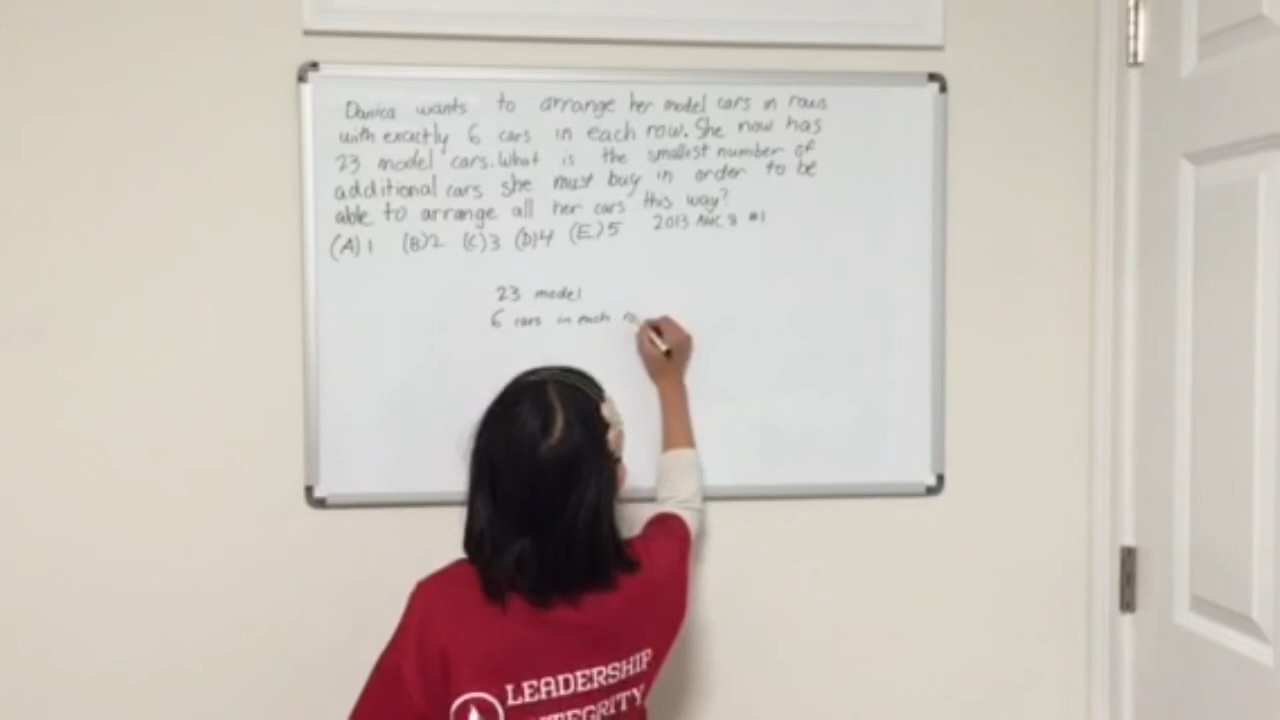 Danica wants to arrange her model cars in rows
with exactly 6 cars in each row. She now has
23 model cars. What is the smallest number of
additional cars she must buy in order to be
able to arrange all her cars this way?
(A) 1 (B) 2 (C) 3 (D) 4 (E) 5 2013 AMC 8 #1
23 model
6 cars in each ro
LEADERSHIP
INTEGRITY